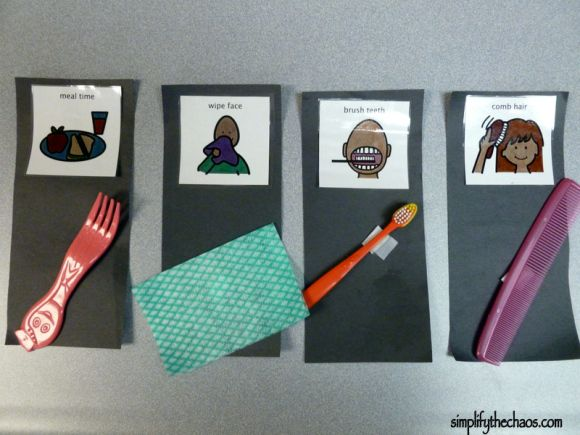 meal time
wipe face
brush teeth
comb hair
simplifythechaos.com